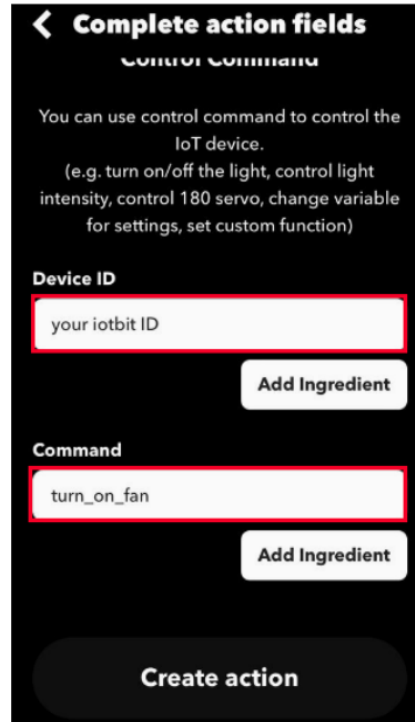 Complete action fields
Control Command
You can use control command to control the
IoT device.
(e.g. turn on/off the light, control light
intensity, control 180 servo, change variable
for settings, set custom function)
Device ID
your iotbit ID
Add Ingredient
Command
turn_on_fan
Add Ingredient
Create action